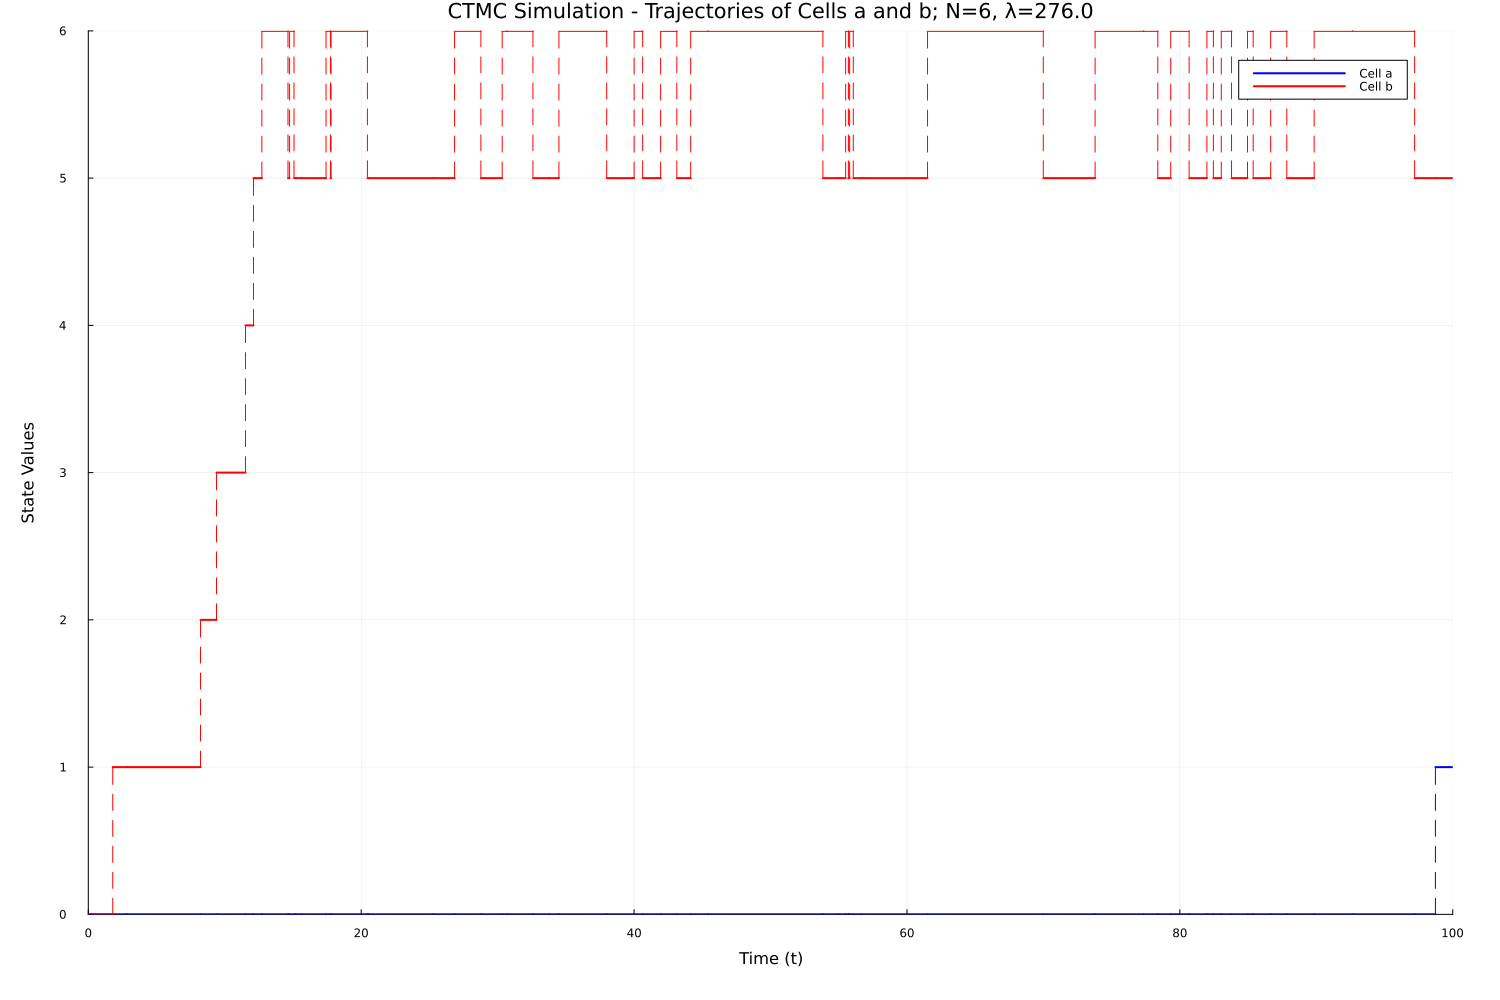 CTMC Simulation - Trajectories of Cells a and b; N=6, λ=276.0
6
Cell a
Cell b
5
4
State Values
3
2
1
0
0 20 40 60 80 100
Time (t)